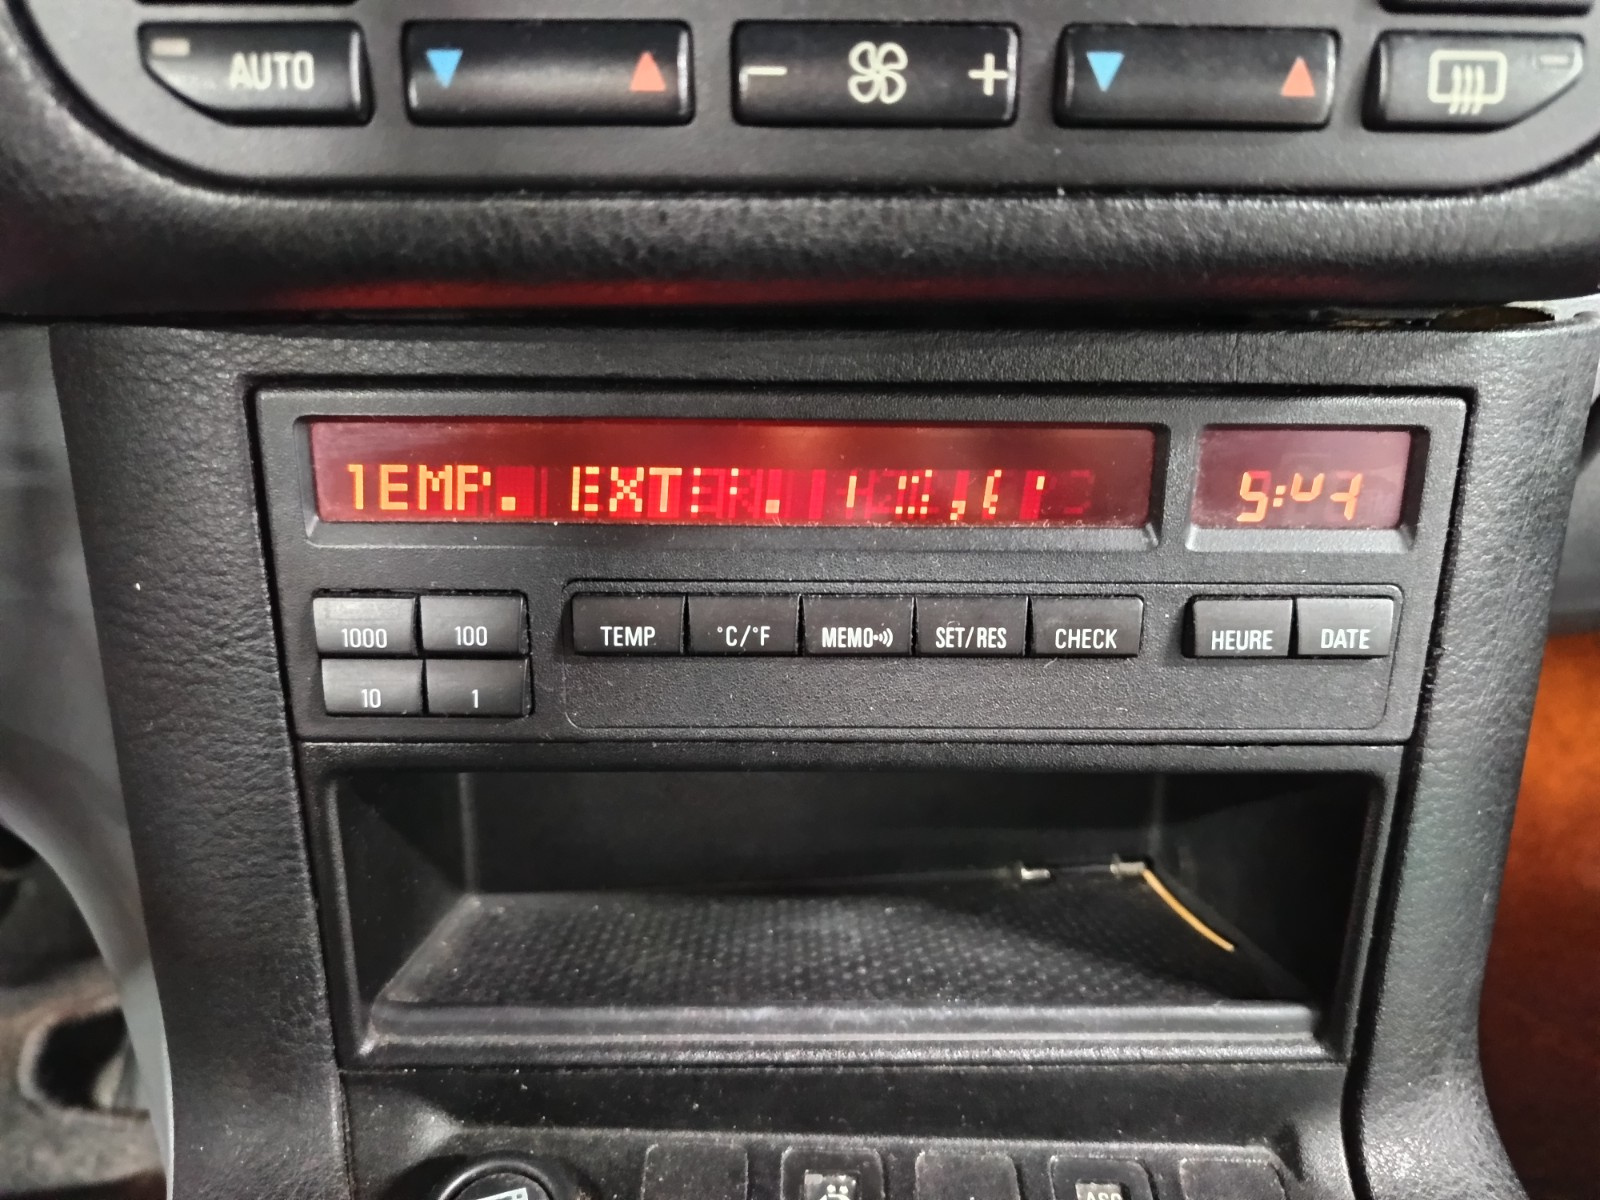 AUTO
- +
TEMP. EXTER.
1000 100
TEMP °C/°F MEMO SET/RES CHECK HEURE DATE
10 1